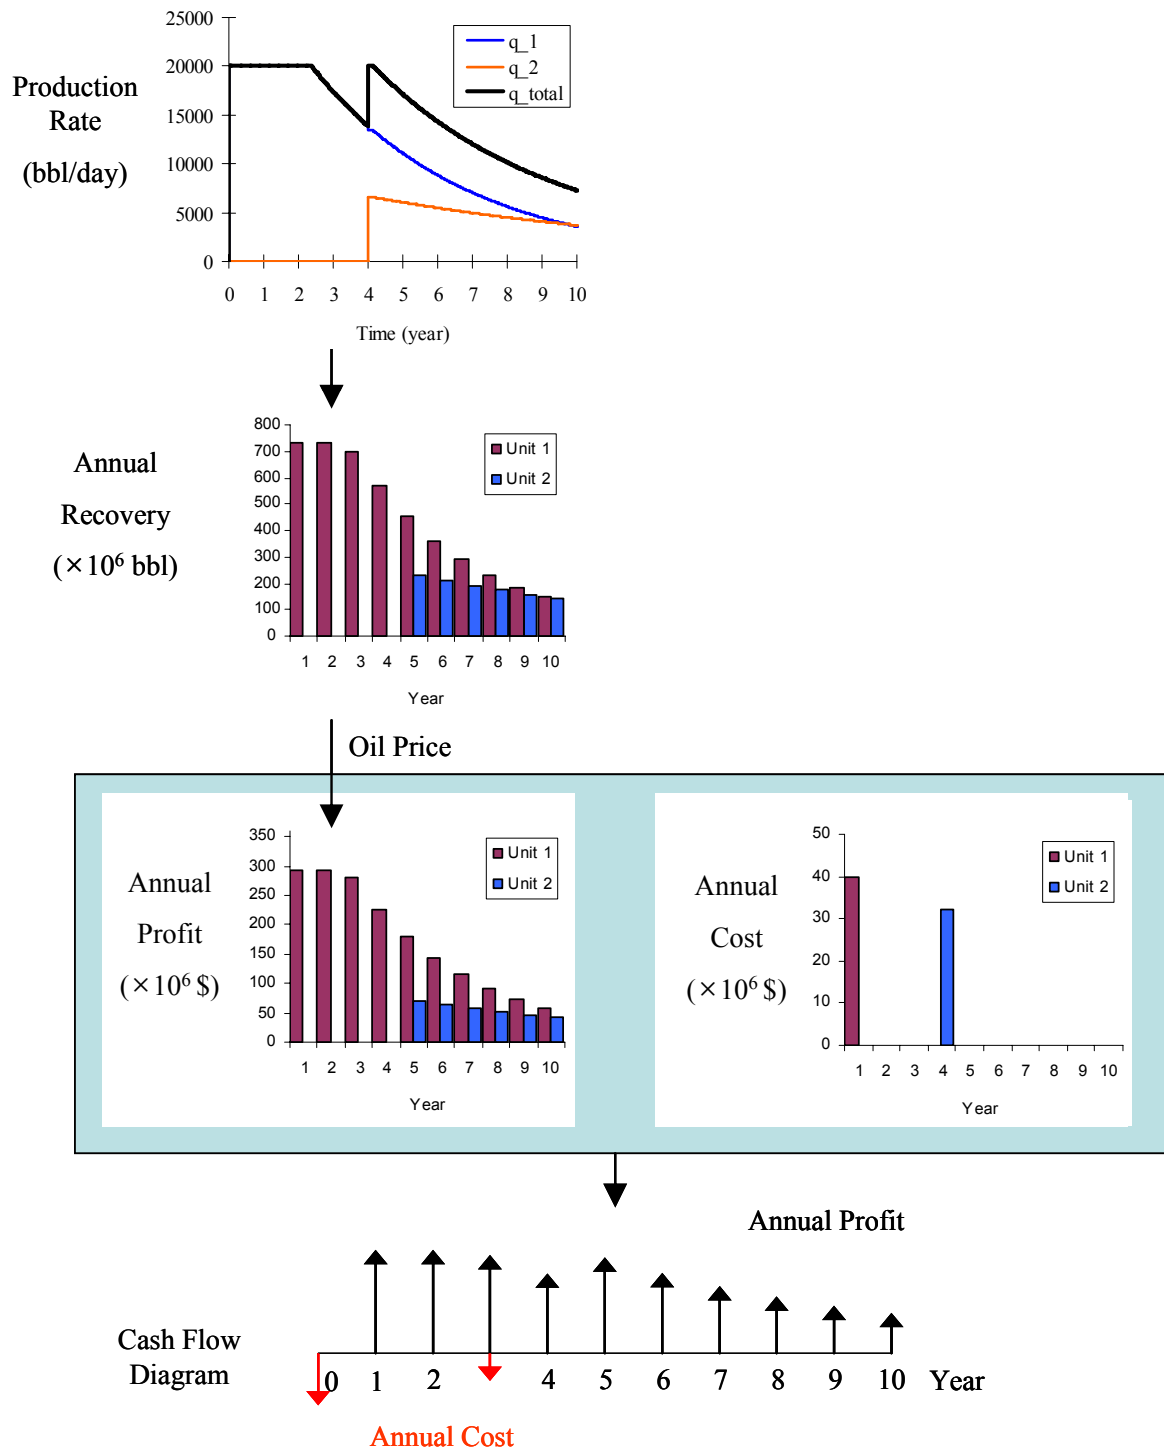 25000
20000
15000
10000
5000
0
Production
Rate
(bbl/day)
q_1
q_2
q_total
0 1 2 3 4 5 6 7 8 9 10
Time (year)
Annual
Recovery
(×10⁶ bbl)
800
700
600
500
400
300
200
100
0
Unit 1
Unit 2
1 2 3 4 5 6 7 8 9 10
Year
Oil Price
Annual
Profit
(×10⁶ $)
350
300
250
200
150
100
50
0
Unit 1
Unit 2
1 2 3 4 5 6 7 8 9 10
Year
Annual
Cost
(×10⁶ $)
50
40
30
20
10
0
Unit 1
Unit 2
1 2 3 4 5 6 7 8 9 10
Year
Annual Profit
Cash Flow
Diagram
0 1 2 4 5 6 7 8 9 10 Year
Annual Cost